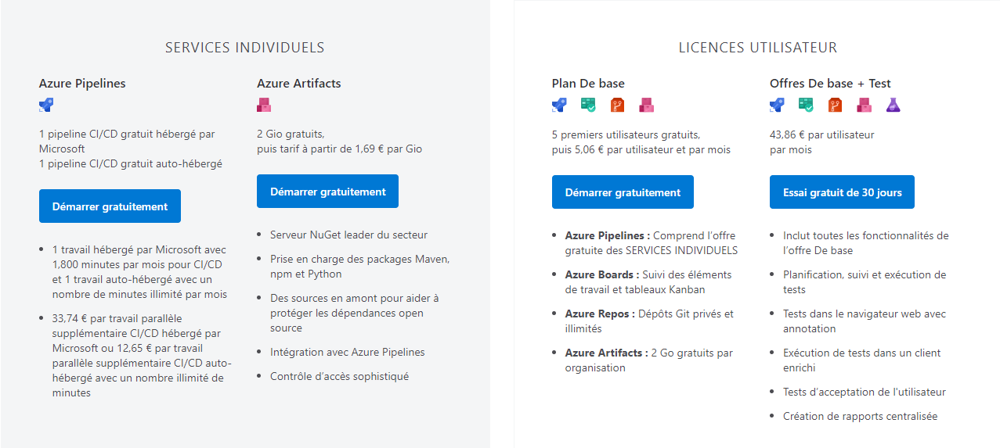 SERVICES INDIVIDUELS
Azure Pipelines
1 pipeline CI/CD gratuit hébergé par
Microsoft
1 pipeline CI/CD gratuit auto-hébergé
Démarrer gratuitement
• 1 travail hébergé par Microsoft avec
1,800 minutes par mois pour CI/CD
et 1 travail auto-hébergé avec un
nombre de minutes illimité par mois
• 33,74 € par travail parallèle
supplémentaire CI/CD hébergé par
Microsoft ou 12,65 € par travail
parallèle supplémentaire CI/CD auto-
hébergé avec un nombre illimité de
minutes
Azure Artifacts
2 Gio gratuits,
puis tarif à partir de 1,69 € par Gio
Démarrer gratuitement
• Serveur NuGet leader du secteur
• Prise en charge des packages Maven,
npm et Python
• Des sources en amont pour aider à
protéger les dépendances open
source
• Intégration avec Azure Pipelines
• Contrôle d’accès sophistiqué
LICENCES UTILISATEUR
Plan De base
5 premiers utilisateurs gratuits,
puis 5,06 € par utilisateur et par mois
Démarrer gratuitement
• Azure Pipelines : Comprend l’offre
gratuite des SERVICES INDIVIDUELS
• Azure Boards : Suivi des éléments
de travail et tableaux Kanban
• Azure Repos : Dépôts Git privés et
illimités
• Azure Artifacts : 2 Go gratuits par
organisation
Offres De base + Test
43,86 € par utilisateur
par mois
Essai gratuit de 30 jours
• Inclut toutes les fonctionnalités de
l’offre De base
• Planification, suivi et exécution de
tests
• Tests dans le navigateur web avec
annotation
• Exécution de tests dans un client
enrichi
• Tests d’acceptation de l'utilisateur
• Création de rapports centralisée